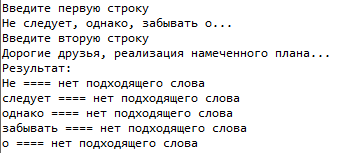 Введите первую строку
Не следует, однако, забывать о...
Введите вторую строку
Дорогие друзья, реализация намеченного плана...
Результат:
Не ==== нет подходящего слова
следует ==== нет подходящего слова
однако ==== нет подходящего слова
забывать ==== нет подходящего слова
о ==== нет подходящего слова